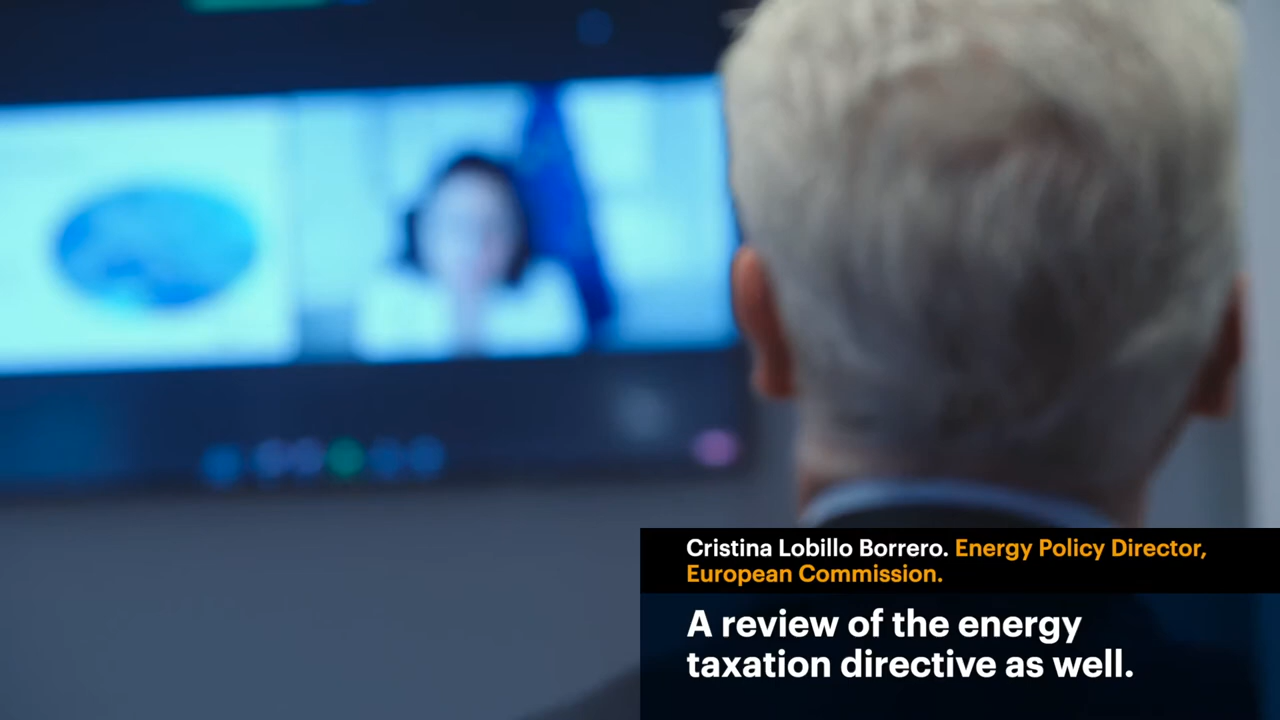 Cristina Lobillo Borrero. Energy Policy Director,
European Commission.
A review of the energy
taxation directive as well.